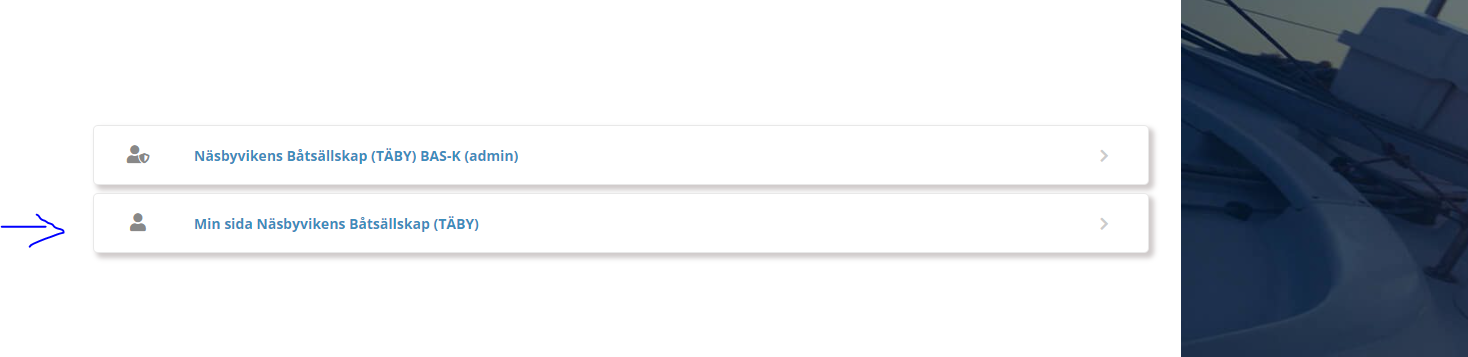 Näsbyvikens Båtsällskap (TÄBY) BAS-K (admin)
Min sida Näsbyvikens Båtsällskap (TÄBY)